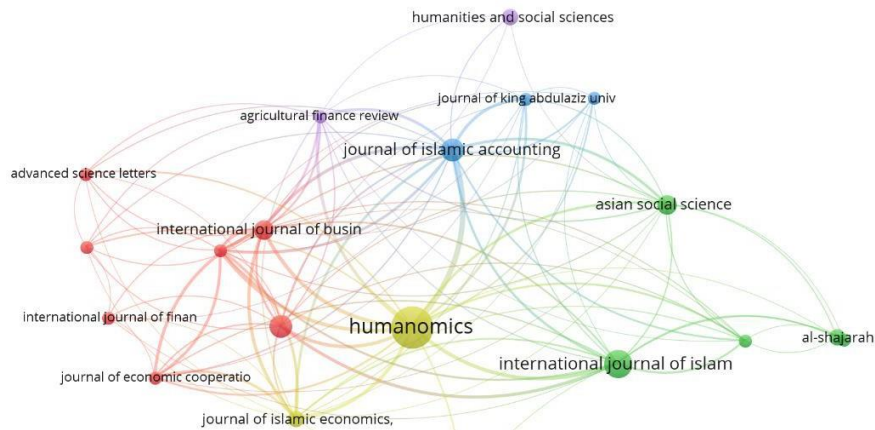 humanities and social sciences
journal of king abdulaziz univ
agricultural finance review
journal of islamic accounting
advanced science letters
asian social science
international journal of busin
international journal of finan
humanomics
al-shajarah
international journal of islam
journal of economic cooperatio
journal of islamic economics,